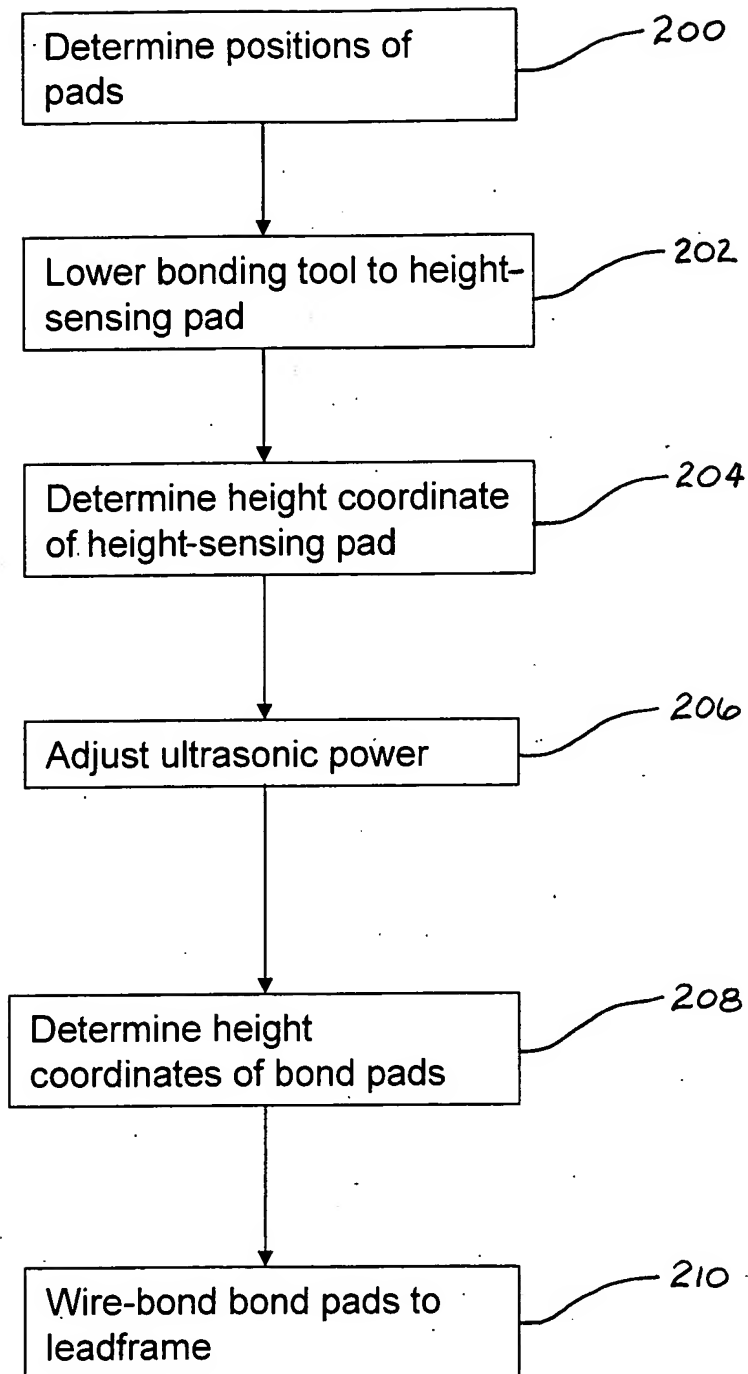 Determine positions of
pads
200
Lower bonding tool to height-
sensing pad
202
Determine height coordinate
of height-sensing pad
204
Adjust ultrasonic power
206
Determine height
coordinates of bond pads
208
Wire-bond bond pads to
leadframe
210